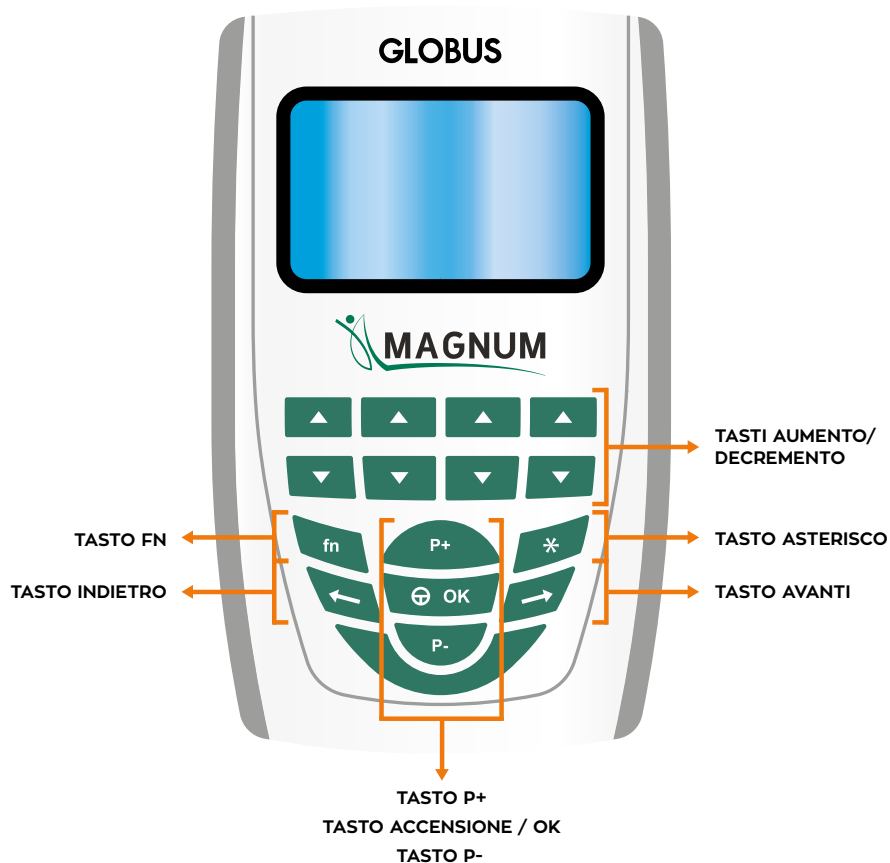 GLOBUS
MAGNUM
TASTI AUMENTO/
DECREMENTO
fn
P+
*
TASTO FN
TASTO ASTERISCO
← OK →
TASTO INDIETRO
TASTO AVANTI
P-
TASTO P+
TASTO ACCENSIONE / OK
TASTO P-